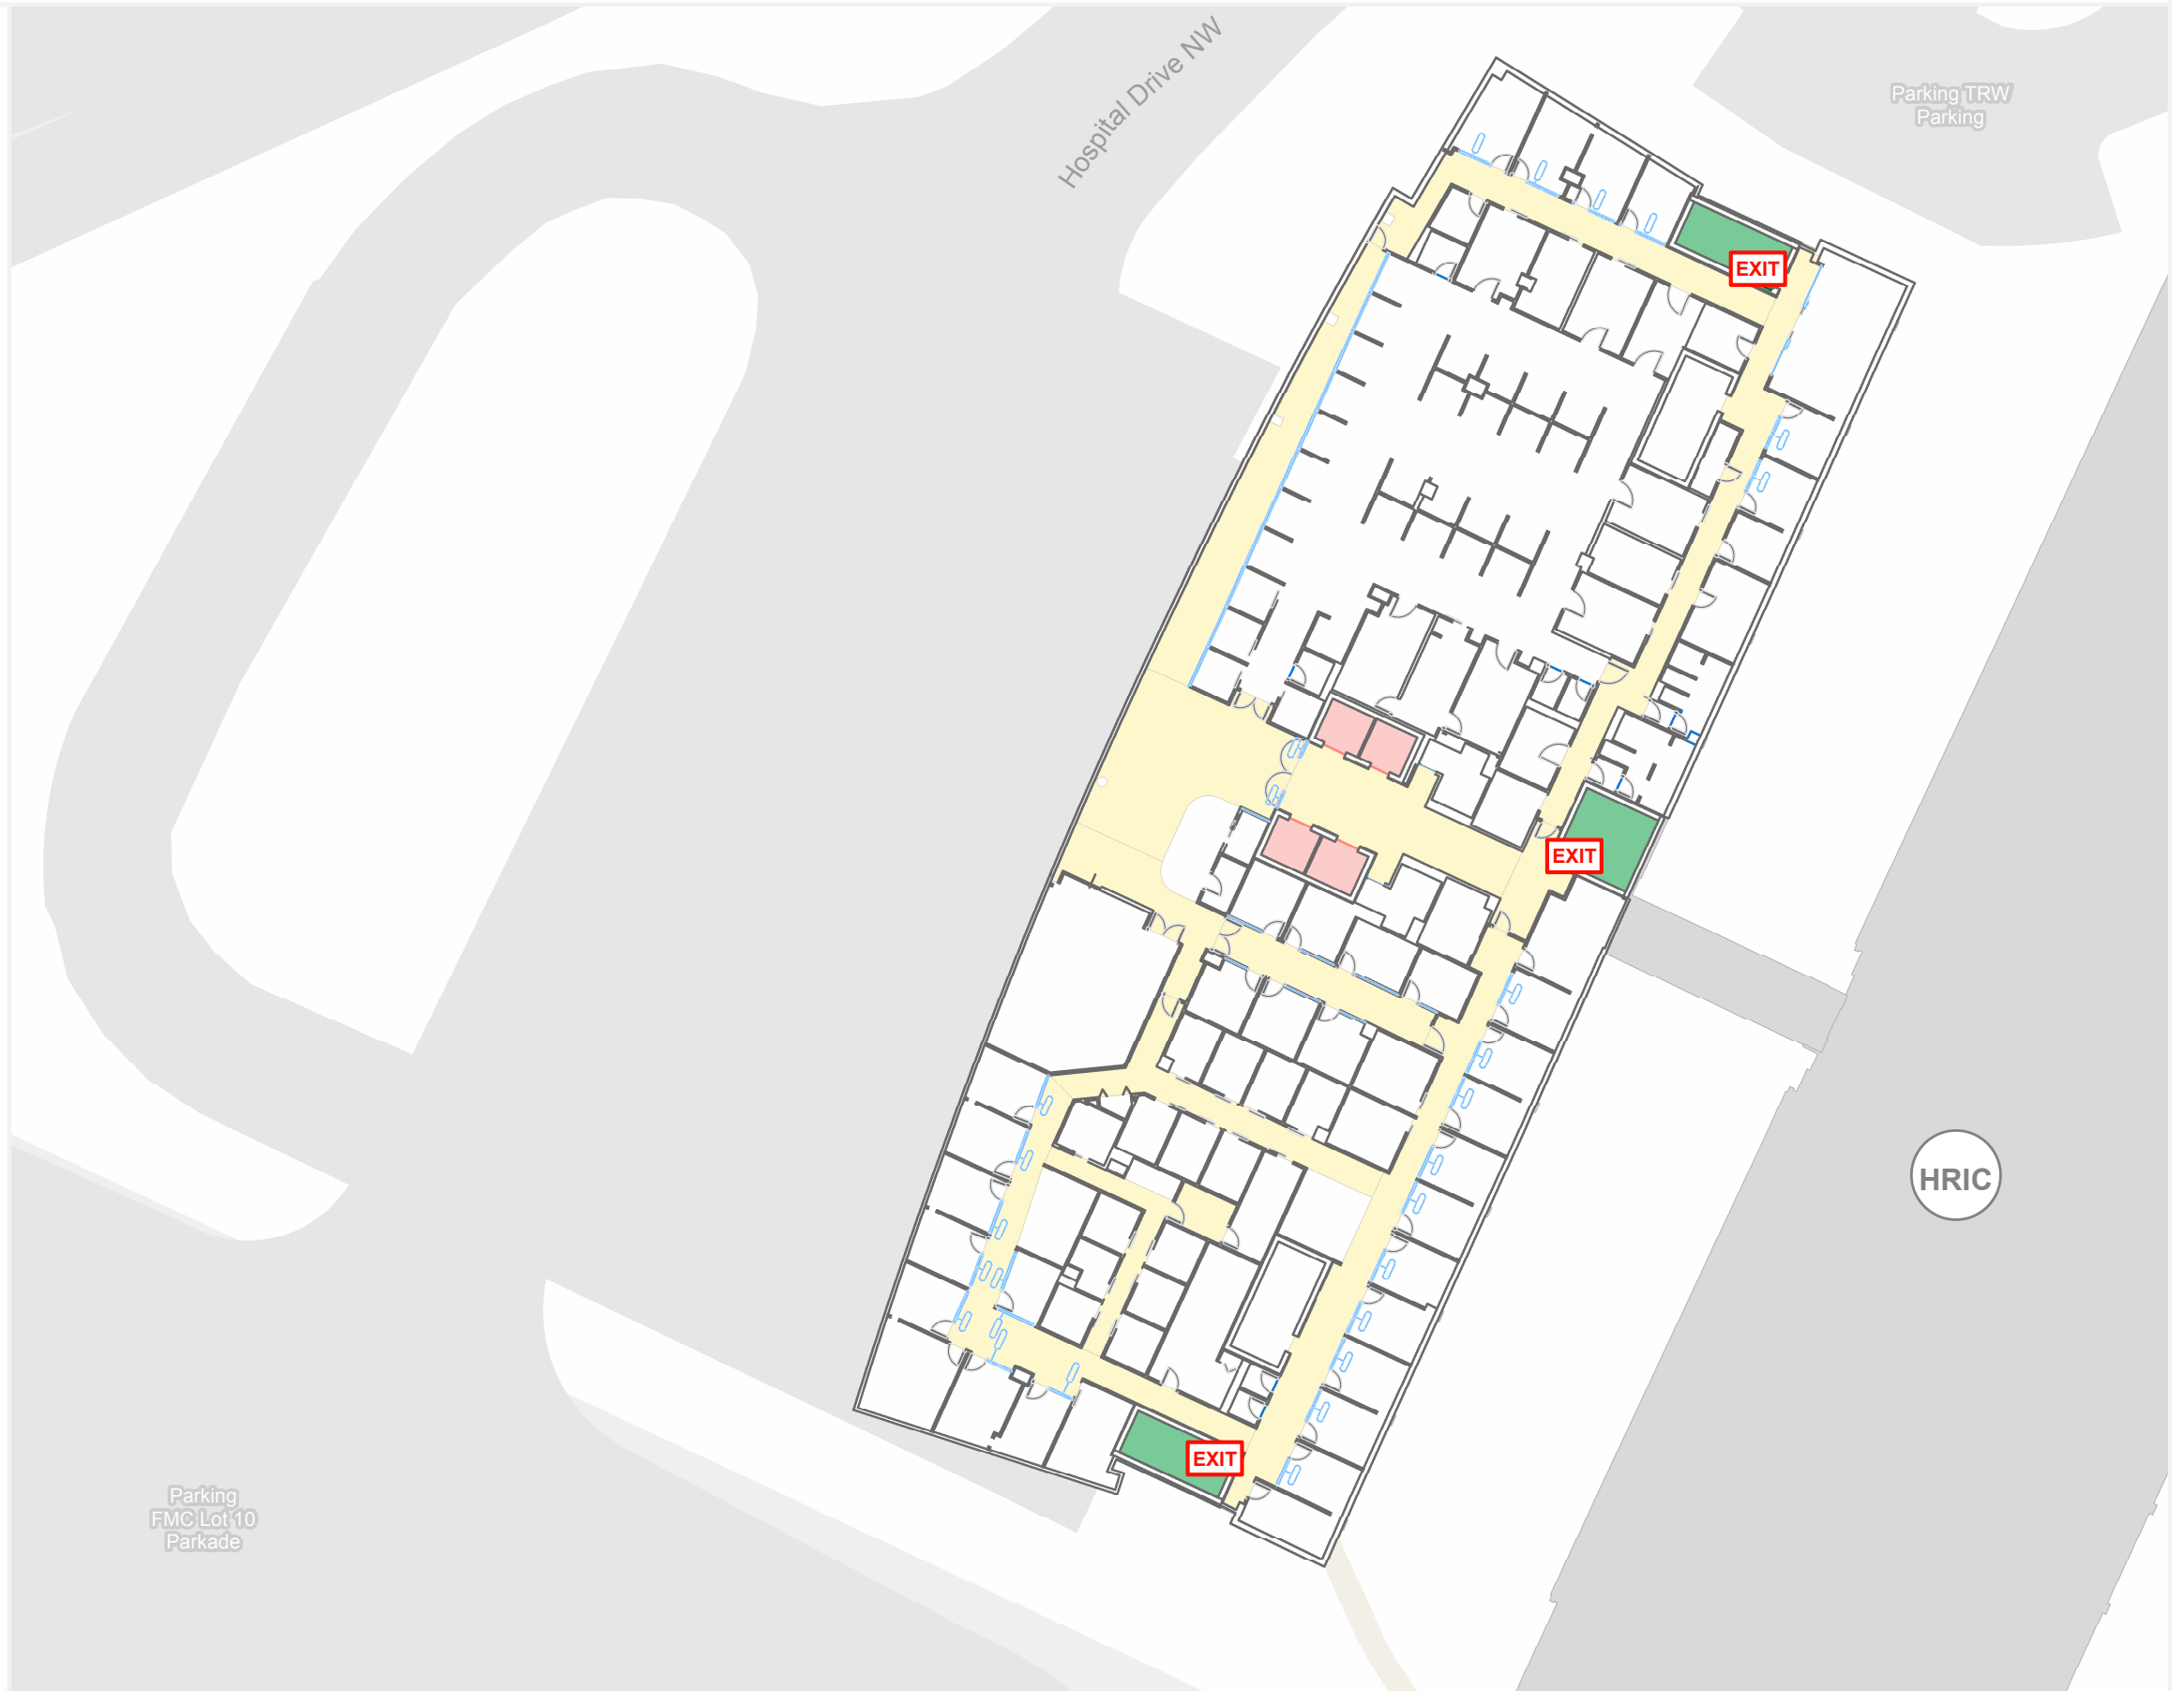 Hospital Drive NW
Parking TRW
Parking
EXIT
EXIT
HRIC
EXIT
Parking
FMC Lot 10
Parkade